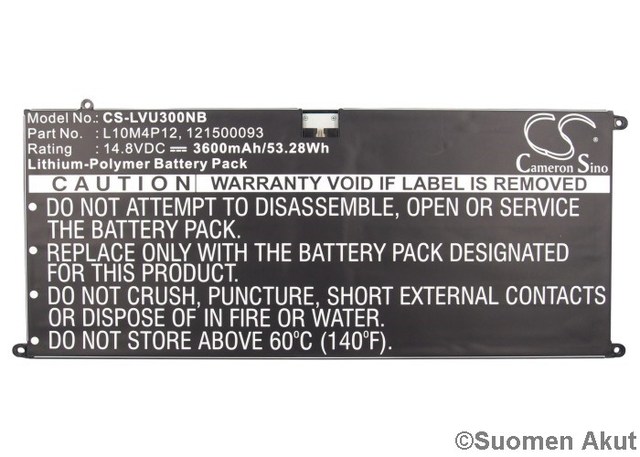 Model No.: CS-LVU300NB
Part No. : L10M4P12, 121500093
Rating : 14.8VDC ⎓ 3600mAh/53.28Wh
Lithium-Polymer Battery Pack
CS
Cameron Sino
CAUTION WARRANTY VOID IF LABEL IS REMOVED
• DO NOT ATTEMPT TO DISASSEMBLE, OPEN OR SERVICE
THE BATTERY PACK.
• REPLACE ONLY WITH THE BATTERY PACK DESIGNATED
FOR THIS PRODUCT.
• DO NOT CRUSH, PUNCTURE, SHORT EXTERNAL CONTACTS
OR DISPOSE OF IN FIRE OR WATER.
• DO NOT STORE ABOVE 60°C (140°F).
©Suomen Akut